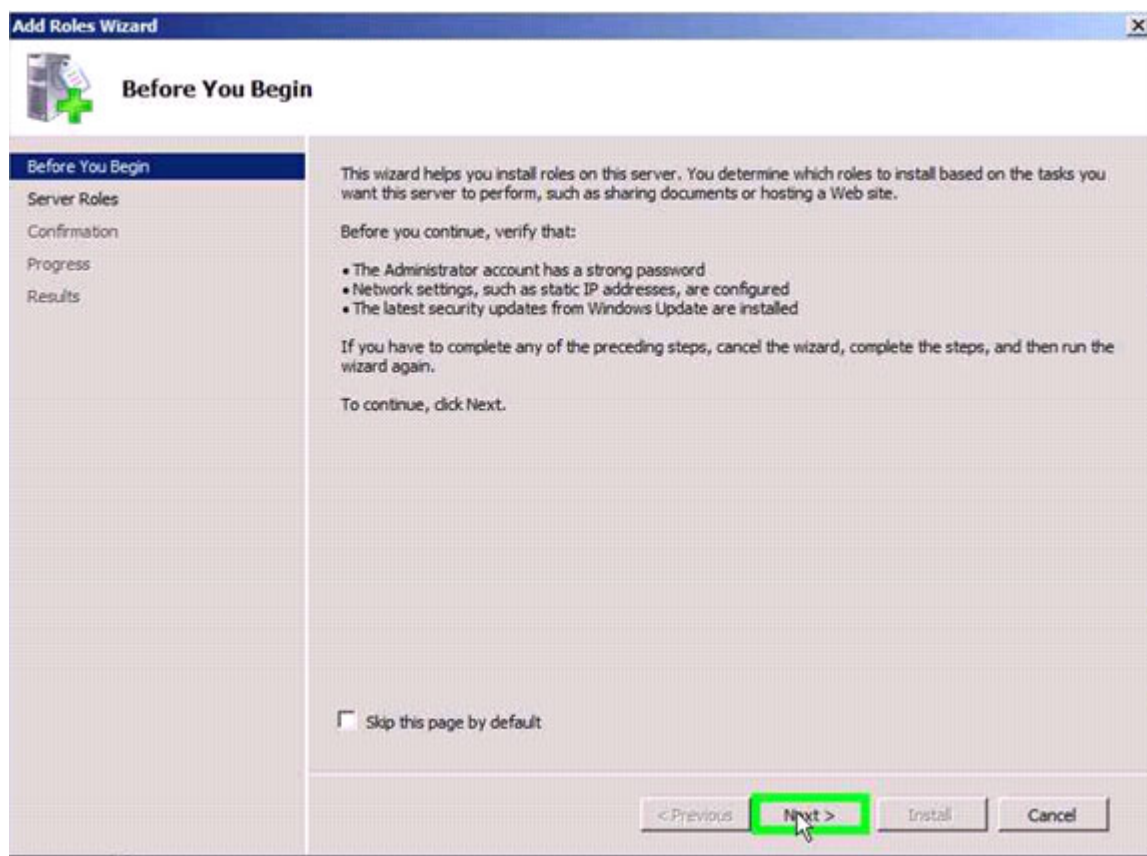 Add Roles Wizard
Before You Begin
Before You Begin
Server Roles
Confirmation
Progress
Results
This wizard helps you install roles on this server. You determine which roles to install based on the tasks you
want this server to perform, such as sharing documents or hosting a Web site.
Before you continue, verify that:
• The Administrator account has a strong password
• Network settings, such as static IP addresses, are configured
• The latest security updates from Windows Update are installed
If you have to complete any of the preceding steps, cancel the wizard, complete the steps, and then run the
wizard again.
To continue, click Next.
Skip this page by default
< Previous
Next >
Install
Cancel